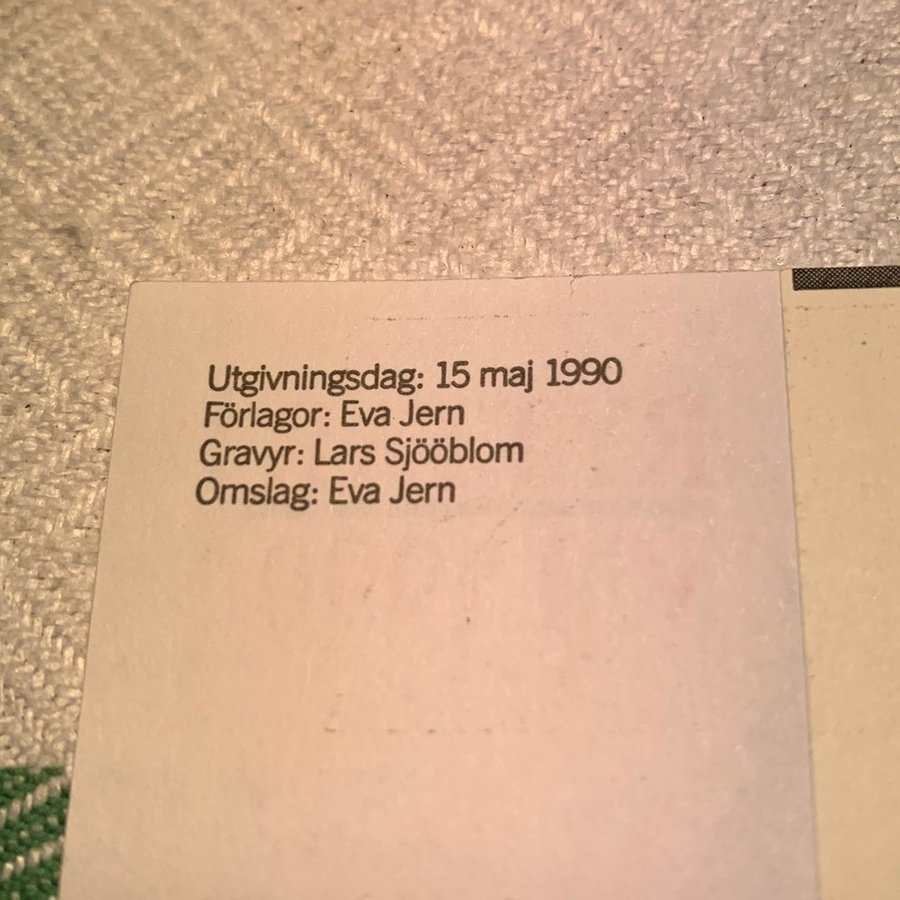 Utgivningsdag: 15 maj 1990
Förlagor: Eva Jern
Gravyr: Lars Sjööblom
Omslag: Eva Jern